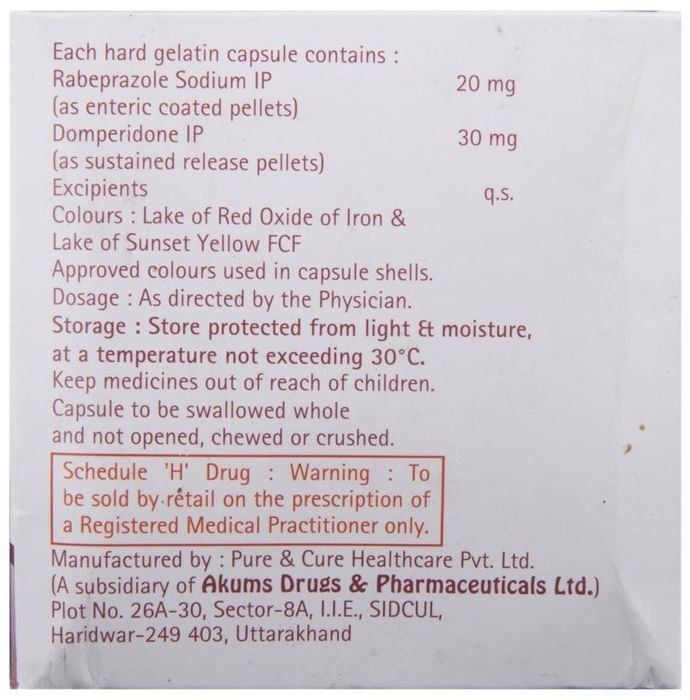 Each hard gelatin capsule contains :
Rabeprazole Sodium IP 20 mg
(as enteric coated pellets)
Domperidone IP 30 mg
(as sustained release pellets)
Excipients q.s.
Colours : Lake of Red Oxide of Iron &
Lake of Sunset Yellow FCF
Approved colours used in capsule shells.
Dosage : As directed by the Physician.
Storage : Store protected from light & moisture,
at a temperature not exceeding 30°C.
Keep medicines out of reach of children.
Capsule to be swallowed whole
and not opened, chewed or crushed.
Schedule 'H' Drug : Warning : To
be sold by retail on the prescription of
a Registered Medical Practitioner only.
Manufactured by : Pure & Cure Healthcare Pvt. Ltd.
(A subsidiary of Akums Drugs & Pharmaceuticals Ltd.)
Plot No. 26A-30, Sector-8A, I.I.E., SIDCUL,
Haridwar-249 403, Uttarakhand